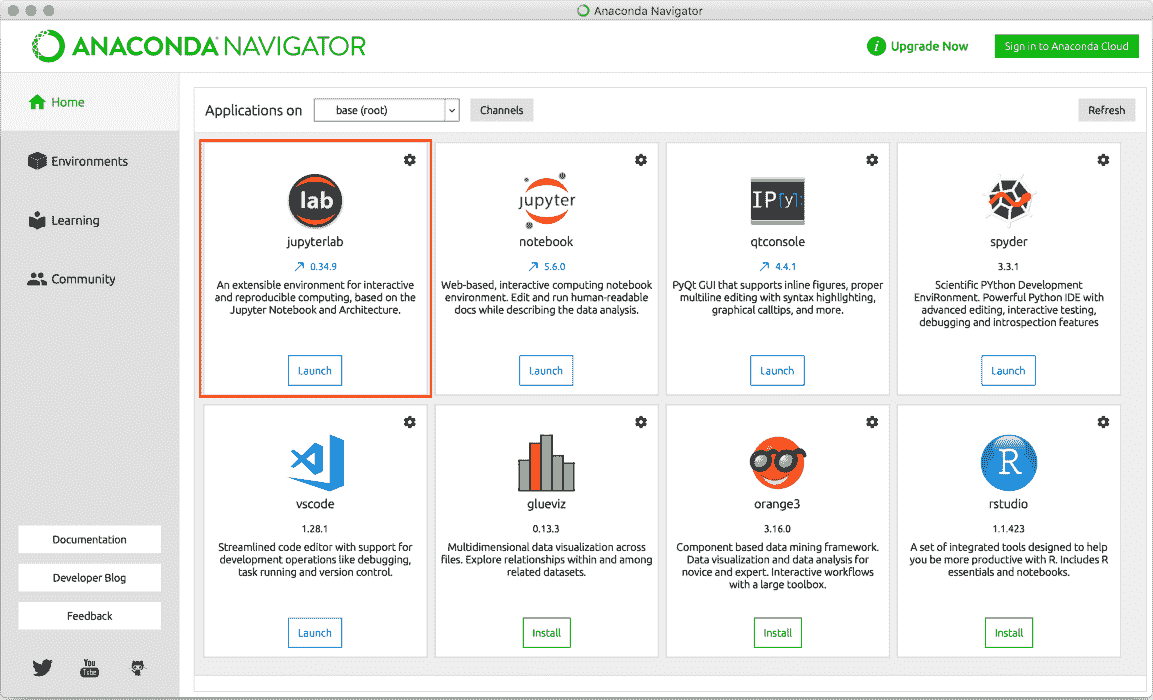 Anaconda Navigator
ANACONDA NAVIGATOR
i Upgrade Now
Sign in to Anaconda Cloud
Home
Environments
Learning
Community
Documentation
Developer Blog
Feedback
You
Tube
Applications on
base (root)
Channels
Refresh
lab
jupyterlab
0.34.9
An extensible environment for interactive
and reproducible computing, based on the
Jupyter Notebook and Architecture.
Launch
jupyter
notebook
5.6.0
Web-based, interactive computing notebook
environment. Edit and run human-readable
docs while describing the data analysis.
Launch
IP[y]:
qtconsole
4.4.1
PyQt GUI that supports inline figures, proper
multiline editing with syntax highlighting,
graphical calltips, and more.
Launch
spyder
3.3.1
Scientific PYthon Development
EnviRonment. Powerful Python IDE with
advanced editing, interactive testing,
debugging and introspection features
Launch
vscode
1.28.1
Streamlined code editor with support for
development operations like debugging,
task running and version control.
Launch
glueviz
0.13.3
Multidimensional data visualization across
files. Explore relationships within and among
related datasets.
Install
orange3
3.16.0
Component based data mining framework.
Data visualization and data analysis for
novice and expert. Interactive workflows
with a large toolbox.
Install
R
rstudio
1.1.423
A set of integrated tools designed to help
you be more productive with R. Includes R
essentials and notebooks.
Install